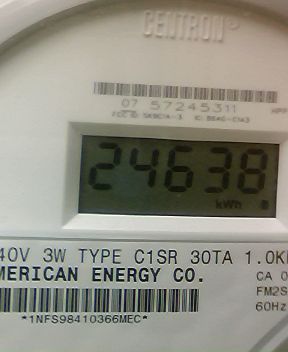 CENTRON®
07 57245311
24638
kWh
40V 3W TYPE C1SR 30TA 1.0K
MERICAN ENERGY CO.
CA 0
FM2S
60Hz
*1NFS98410366MEC*